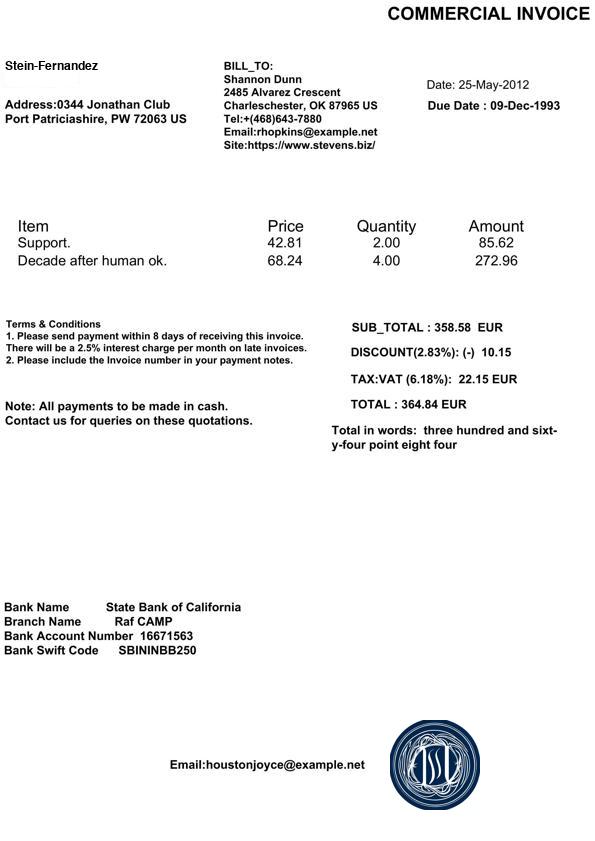 COMMERCIAL INVOICE
Stein-Fernandez
Address:0344 Jonathan Club
Port Patriciashire, PW 72063 US
BILL_TO:
Shannon Dunn
2485 Alvarez Crescent
Charleschester, OK 87965 US
Tel:+(468)643-7880
Email:rhopkins@example.net
Site:https://www.stevens.biz/
Date: 25-May-2012
Due Date : 09-Dec-1993
Item Price Quantity Amount
Support. 42.81 2.00 85.62
Decade after human ok. 68.24 4.00 272.96
Terms & Conditions
1. Please send payment within 8 days of receiving this invoice.
There will be a 2.5% interest charge per month on late invoices.
2. Please include the Invoice number in your payment notes.
Note: All payments to be made in cash.
Contact us for queries on these quotations.
SUB_TOTAL : 358.58 EUR
DISCOUNT(2.83%): (-) 10.15
TAX:VAT (6.18%): 22.15 EUR
TOTAL : 364.84 EUR
Total in words: three hundred and sixt-
y-four point eight four
Bank Name State Bank of California
Branch Name Raf CAMP
Bank Account Number 16671563
Bank Swift Code SBININBB250
Email:houstonjoyce@example.net